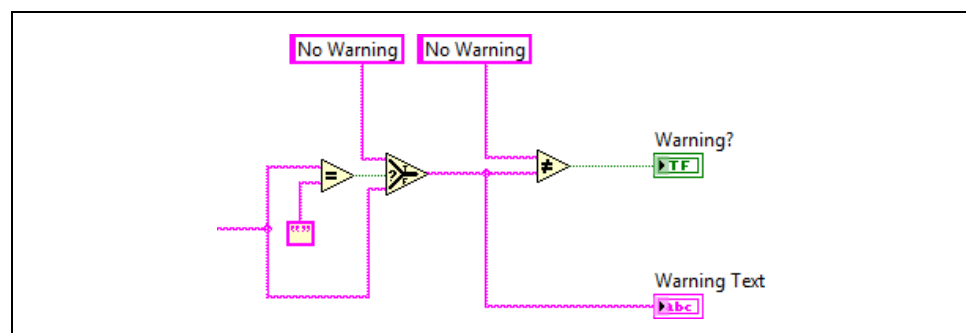 No Warning
No Warning
Warning?
=
?
T
F
≠
TF
""
Warning Text
abc